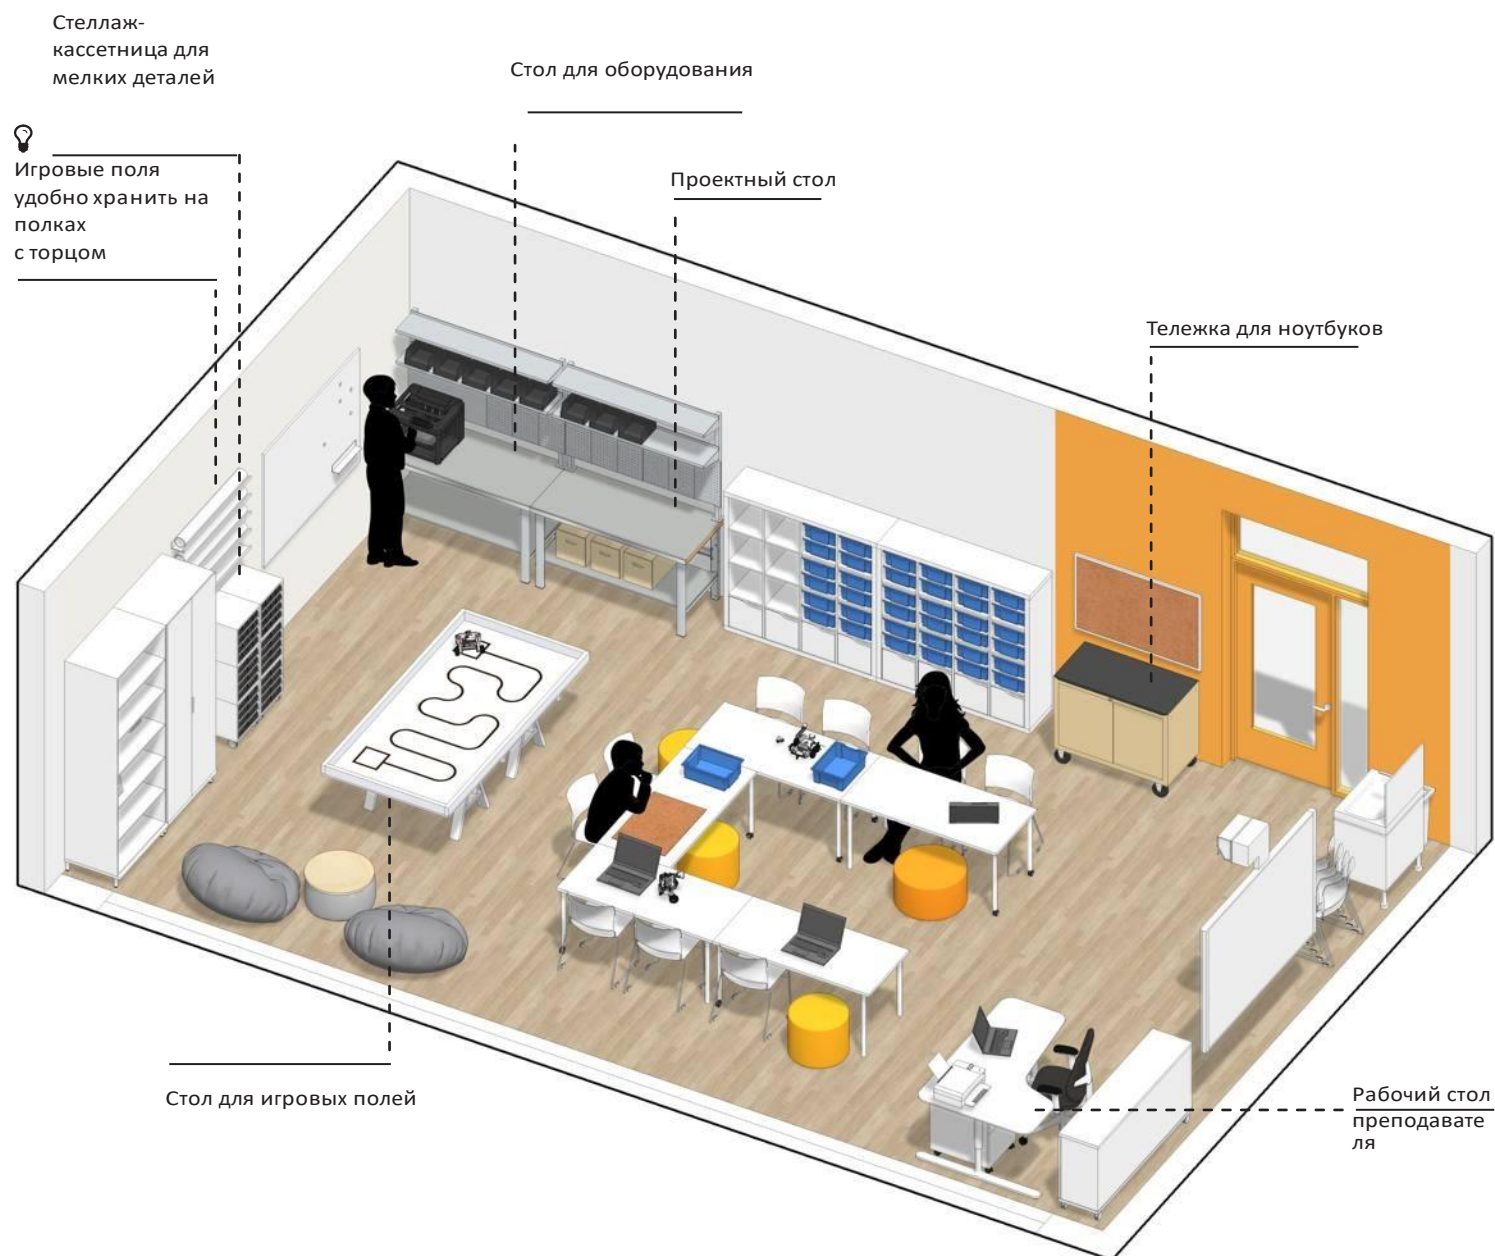 Стеллаж-
кассетница для
мелких деталей
Стол для оборудования
Игровые поля
удобно хранить на
полках
с торцом
Проектный стол
Тележка для ноутбуков
Стол для игровых полей
Рабочий стол
преподавате
ля